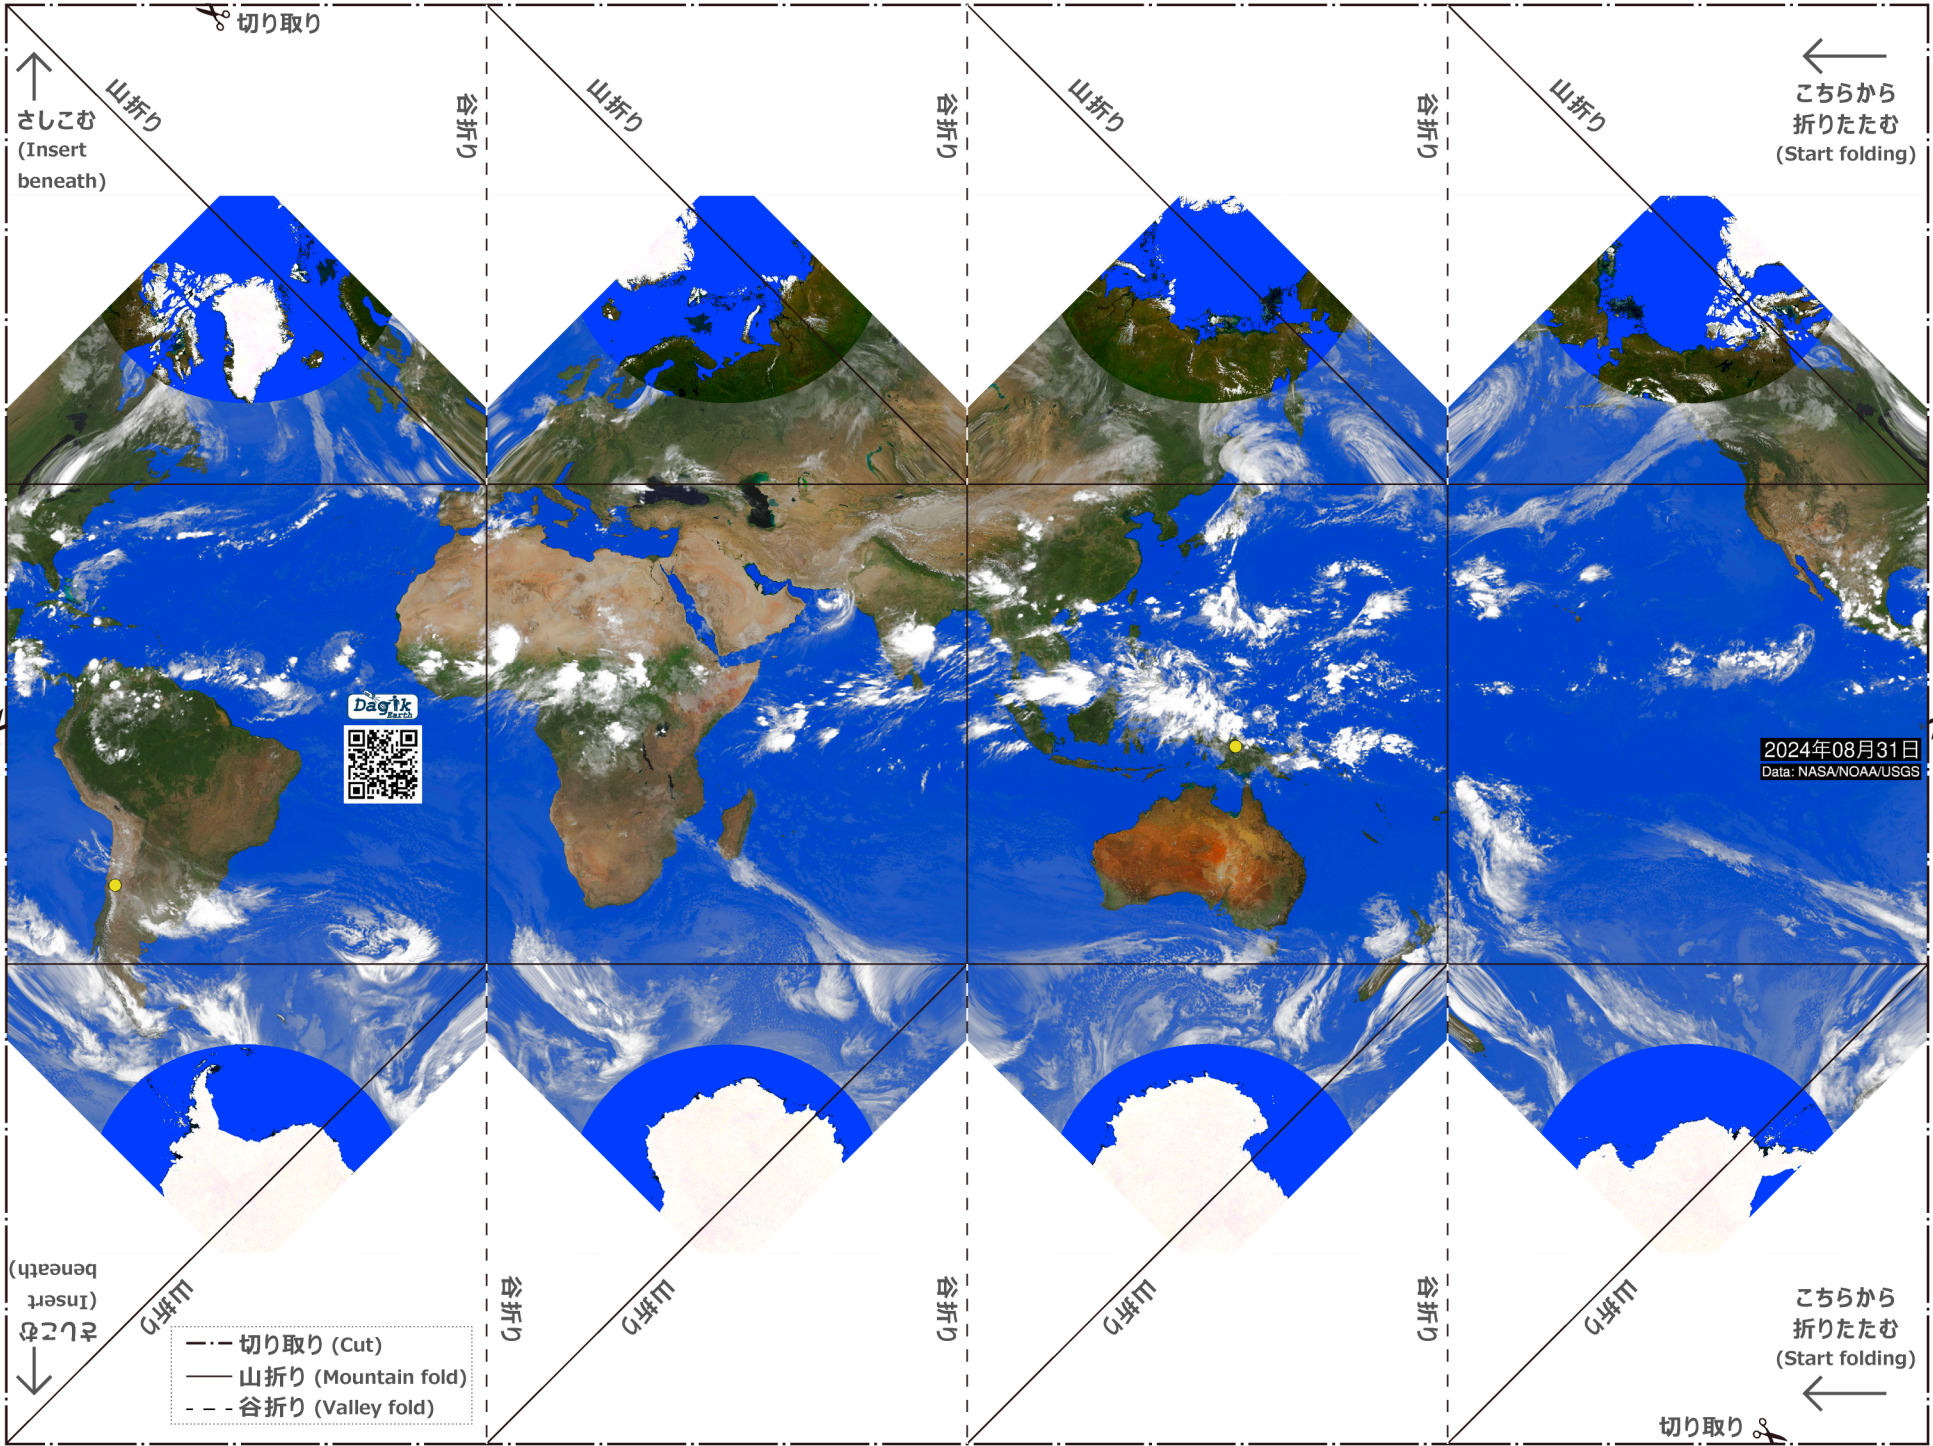 切り取り
山折り
谷折り
山折り
谷折り
山折り
谷折り
山折り
さしこむ
(Insert
beneath)
こちらから
折りたたむ
(Start folding)
Dagik
Earth
2024年08月31日
Data: NASA/NOAA/USGS
さしこむ
(Insert
beneath)
山折り
谷折り
山折り
谷折り
山折り
谷折り
山折り
こちらから
折りたたむ
(Start folding)
切り取り (Cut)
山折り (Mountain fold)
谷折り (Valley fold)
切り取り